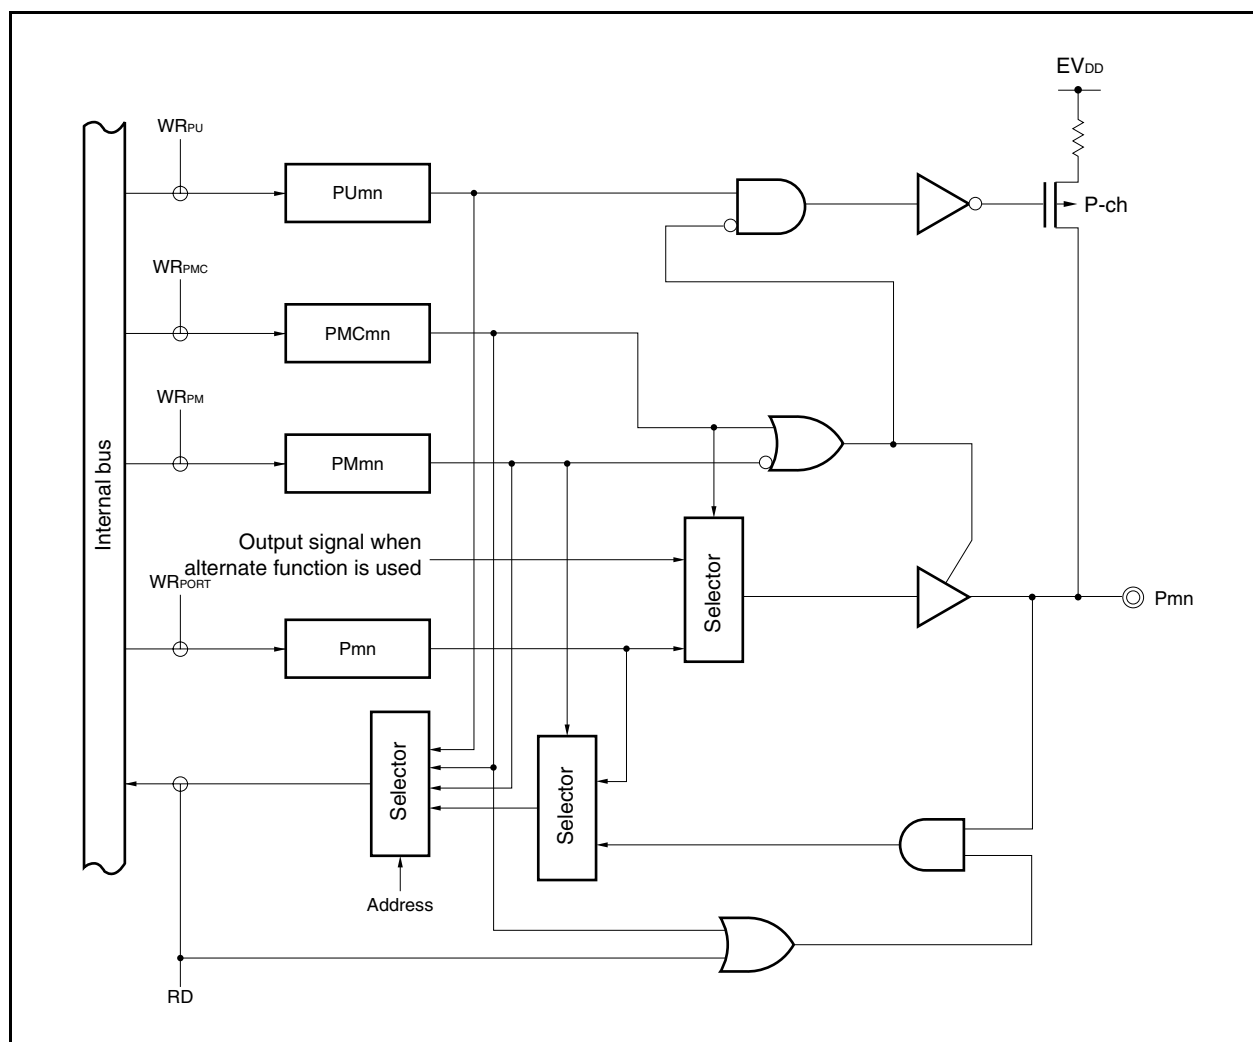 EVDD
WRPU
PUmn
P-ch
WRPMC
PMCmn
WRPM
PMmn
Internal bus
Output signal when
alternate function is used
Selector
WRPORT
Pmn
Pmn
Selector
Selector
Address
RD